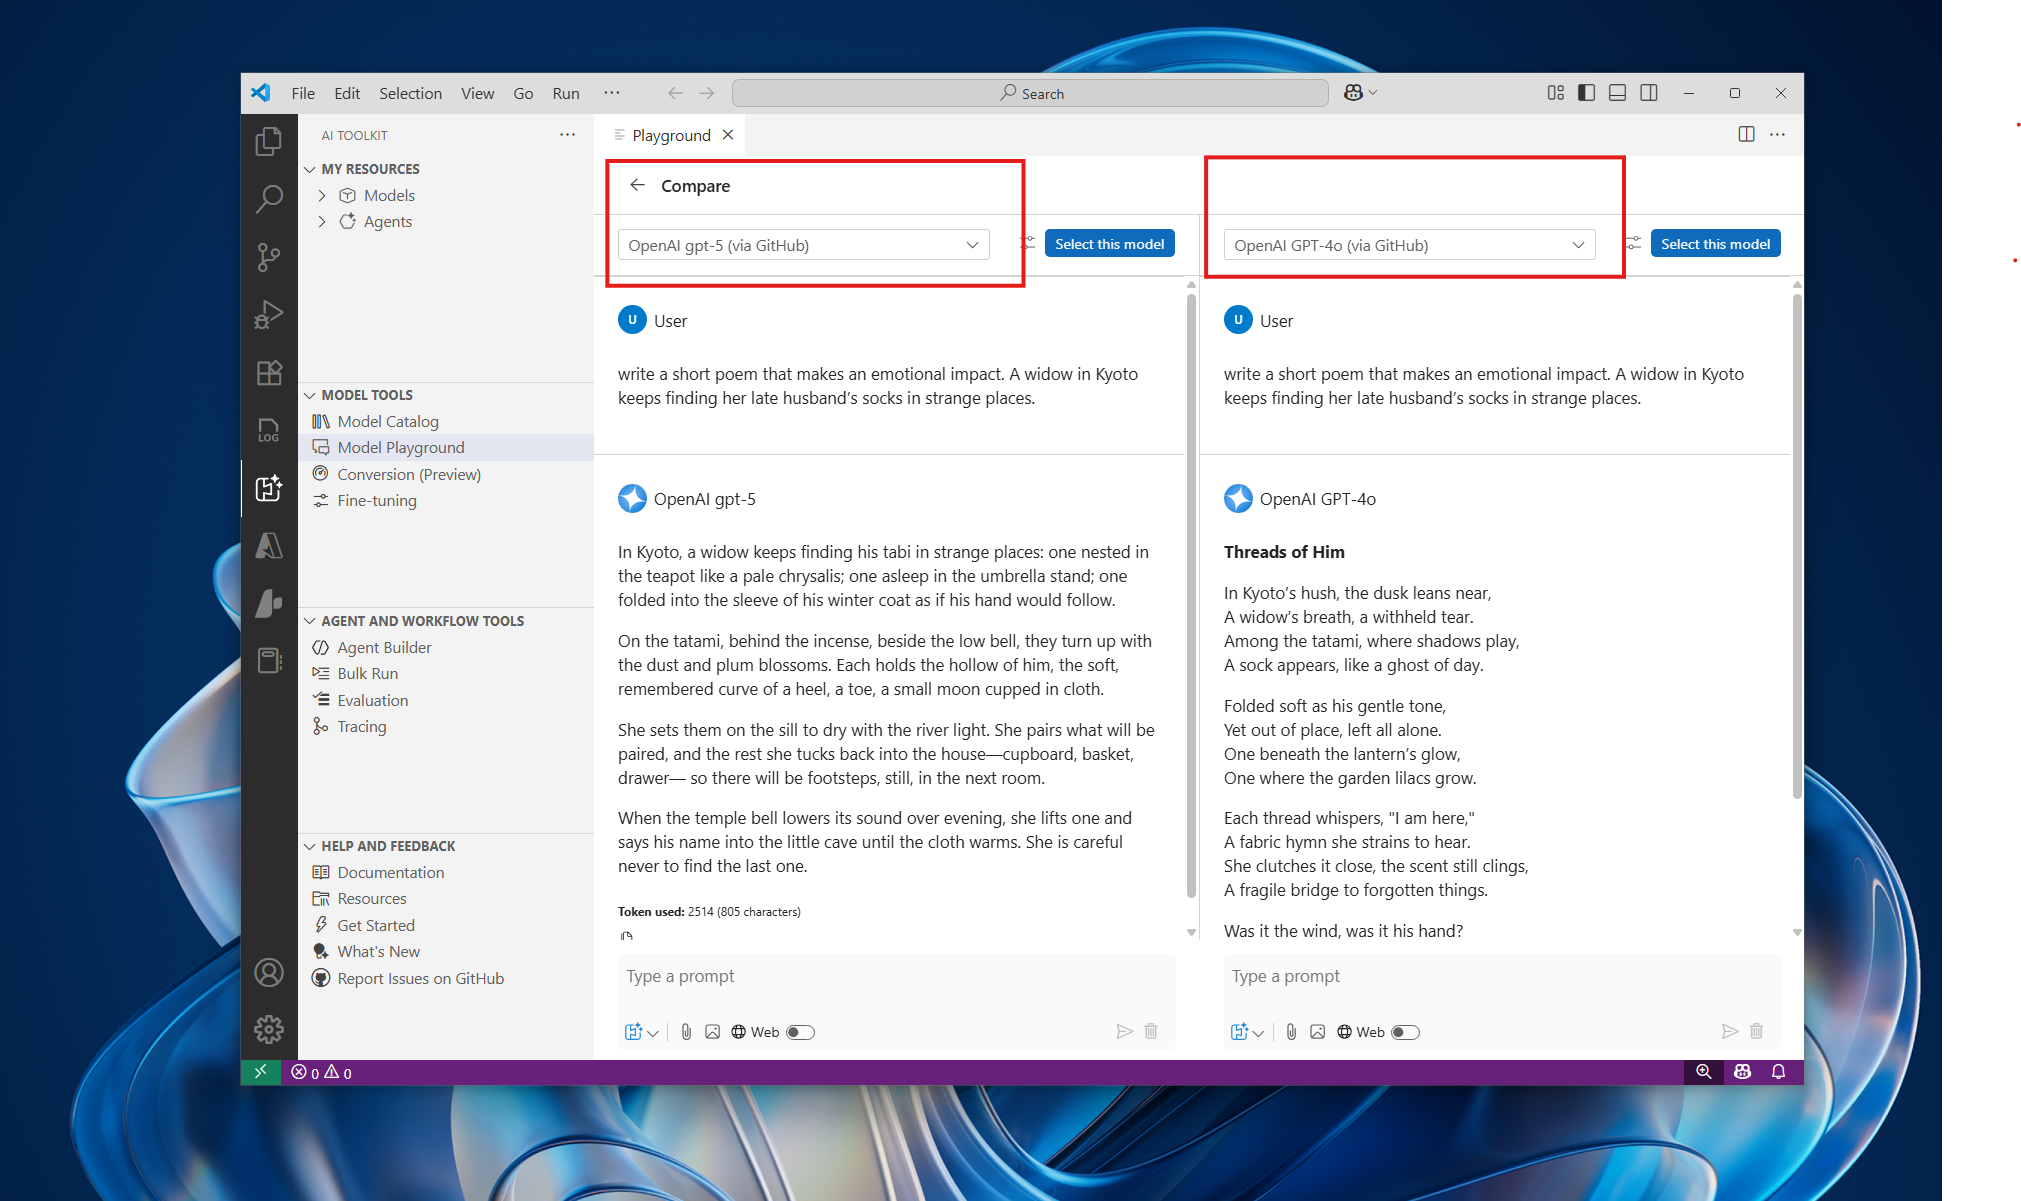 File Edit Selection View Go Run ···
Search
AI TOOLKIT
MY RESOURCES
Models
Agents
MODEL TOOLS
Model Catalog
Model Playground
Conversion (Preview)
Fine-tuning
AGENT AND WORKFLOW TOOLS
Agent Builder
Bulk Run
Evaluation
Tracing
HELP AND FEEDBACK
Documentation
Resources
Get Started
What's New
Report Issues on GitHub
LOG
Playground
Compare
OpenAI gpt-5 (via GitHub)
Select this model
U User
write a short poem that makes an emotional impact. A widow in Kyoto
keeps finding her late husband’s socks in strange places.
OpenAI gpt-5
In Kyoto, a widow keeps finding his tabi in strange places: one nested in
the teapot like a pale chrysalis; one asleep in the umbrella stand; one
folded into the sleeve of his winter coat as if his hand would follow.
On the tatami, behind the incense, beside the low bell, they turn up with
the dust and plum blossoms. Each holds the hollow of him, the soft,
remembered curve of a heel, a toe, a small moon cupped in cloth.
She sets them on the sill to dry with the river light. She pairs what will be
paired, and the rest she tucks back into the house—cupboard, basket,
drawer— so there will be footsteps, still, in the next room.
When the temple bell lowers its sound over evening, she lifts one and
says his name into the little cave until the cloth warms. She is careful
never to find the last one.
Token used: 2514 (805 characters)
Type a prompt
Web
OpenAI GPT-4o (via GitHub)
Select this model
U User
write a short poem that makes an emotional impact. A widow in Kyoto
keeps finding her late husband’s socks in strange places.
OpenAI GPT-4o
Threads of Him
In Kyoto’s hush, the dusk leans near,
A widow’s breath, a withheld tear.
Among the tatami, where shadows play,
A sock appears, like a ghost of day.
Folded soft as his gentle tone,
Yet out of place, left all alone.
One beneath the lantern’s glow,
One where the garden lilacs grow.
Each thread whispers, "I am here,"
A fabric hymn she strains to hear.
She clutches it close, the scent still clings,
A fragile bridge to forgotten things.
Was it the wind, was it his hand?
Type a prompt
Web
0 0